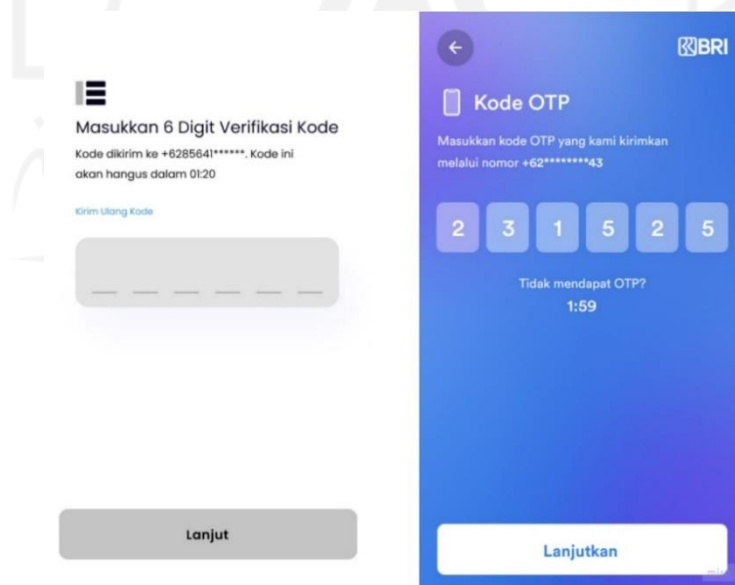 Masukkan 6 Digit Verifikasi Kode
Kode dikirim ke +6285641******. Kode ini
akan hangus dalam 01:20
Kirim Ulang Kode
Lanjut
BRI
Kode OTP
Masukkan kode OTP yang kami kirimkan
melalui nomor +62********43
2 3 1 5 2 5
Tidak mendapat OTP?
1:59
Lanjutkan